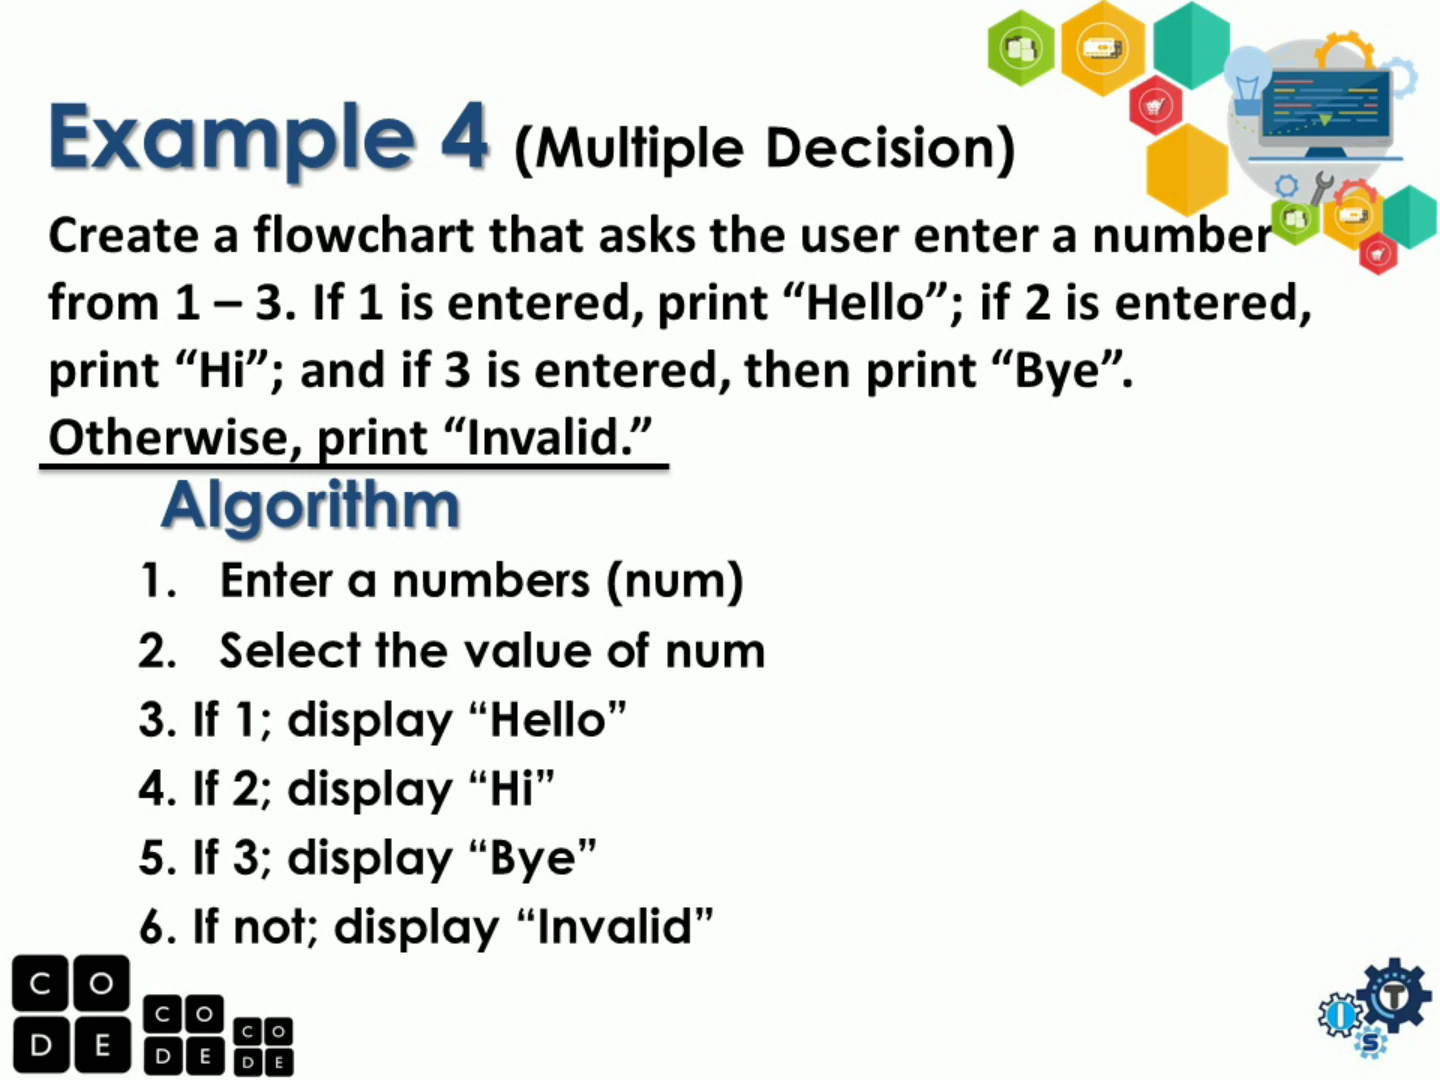 Example 4 (Multiple Decision)
Create a flowchart that asks the user enter a number
from 1 – 3. If 1 is entered, print “Hello”; if 2 is entered,
print “Hi”; and if 3 is entered, then print “Bye”.
Otherwise, print “Invalid.”
Algorithm
1. Enter a numbers (num)
2. Select the value of num
3. If 1; display “Hello”
4. If 2; display “Hi”
5. If 3; display “Bye”
6. If not; display “Invalid”
C O
D E
C O
D E
C O
D E
I T
S